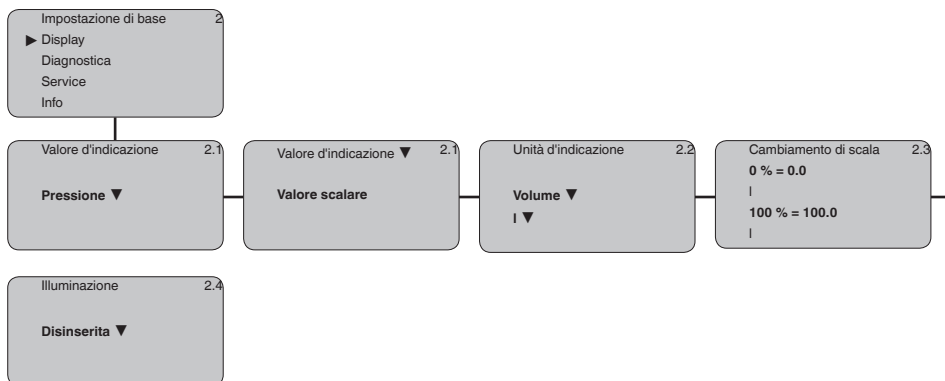 Impostazione di base 2
▶ Display
Diagnostica
Service
Info
Valore d'indicazione 2.1
Pressione ▼
Valore d'indicazione ▼ 2.1
Valore scalare
Unità d'indicazione 2.2
Volume ▼
l ▼
Cambiamento di scala 2.3
0 % = 0.0
l
100 % = 100.0
l
Illuminazione 2.4
Disinserita ▼